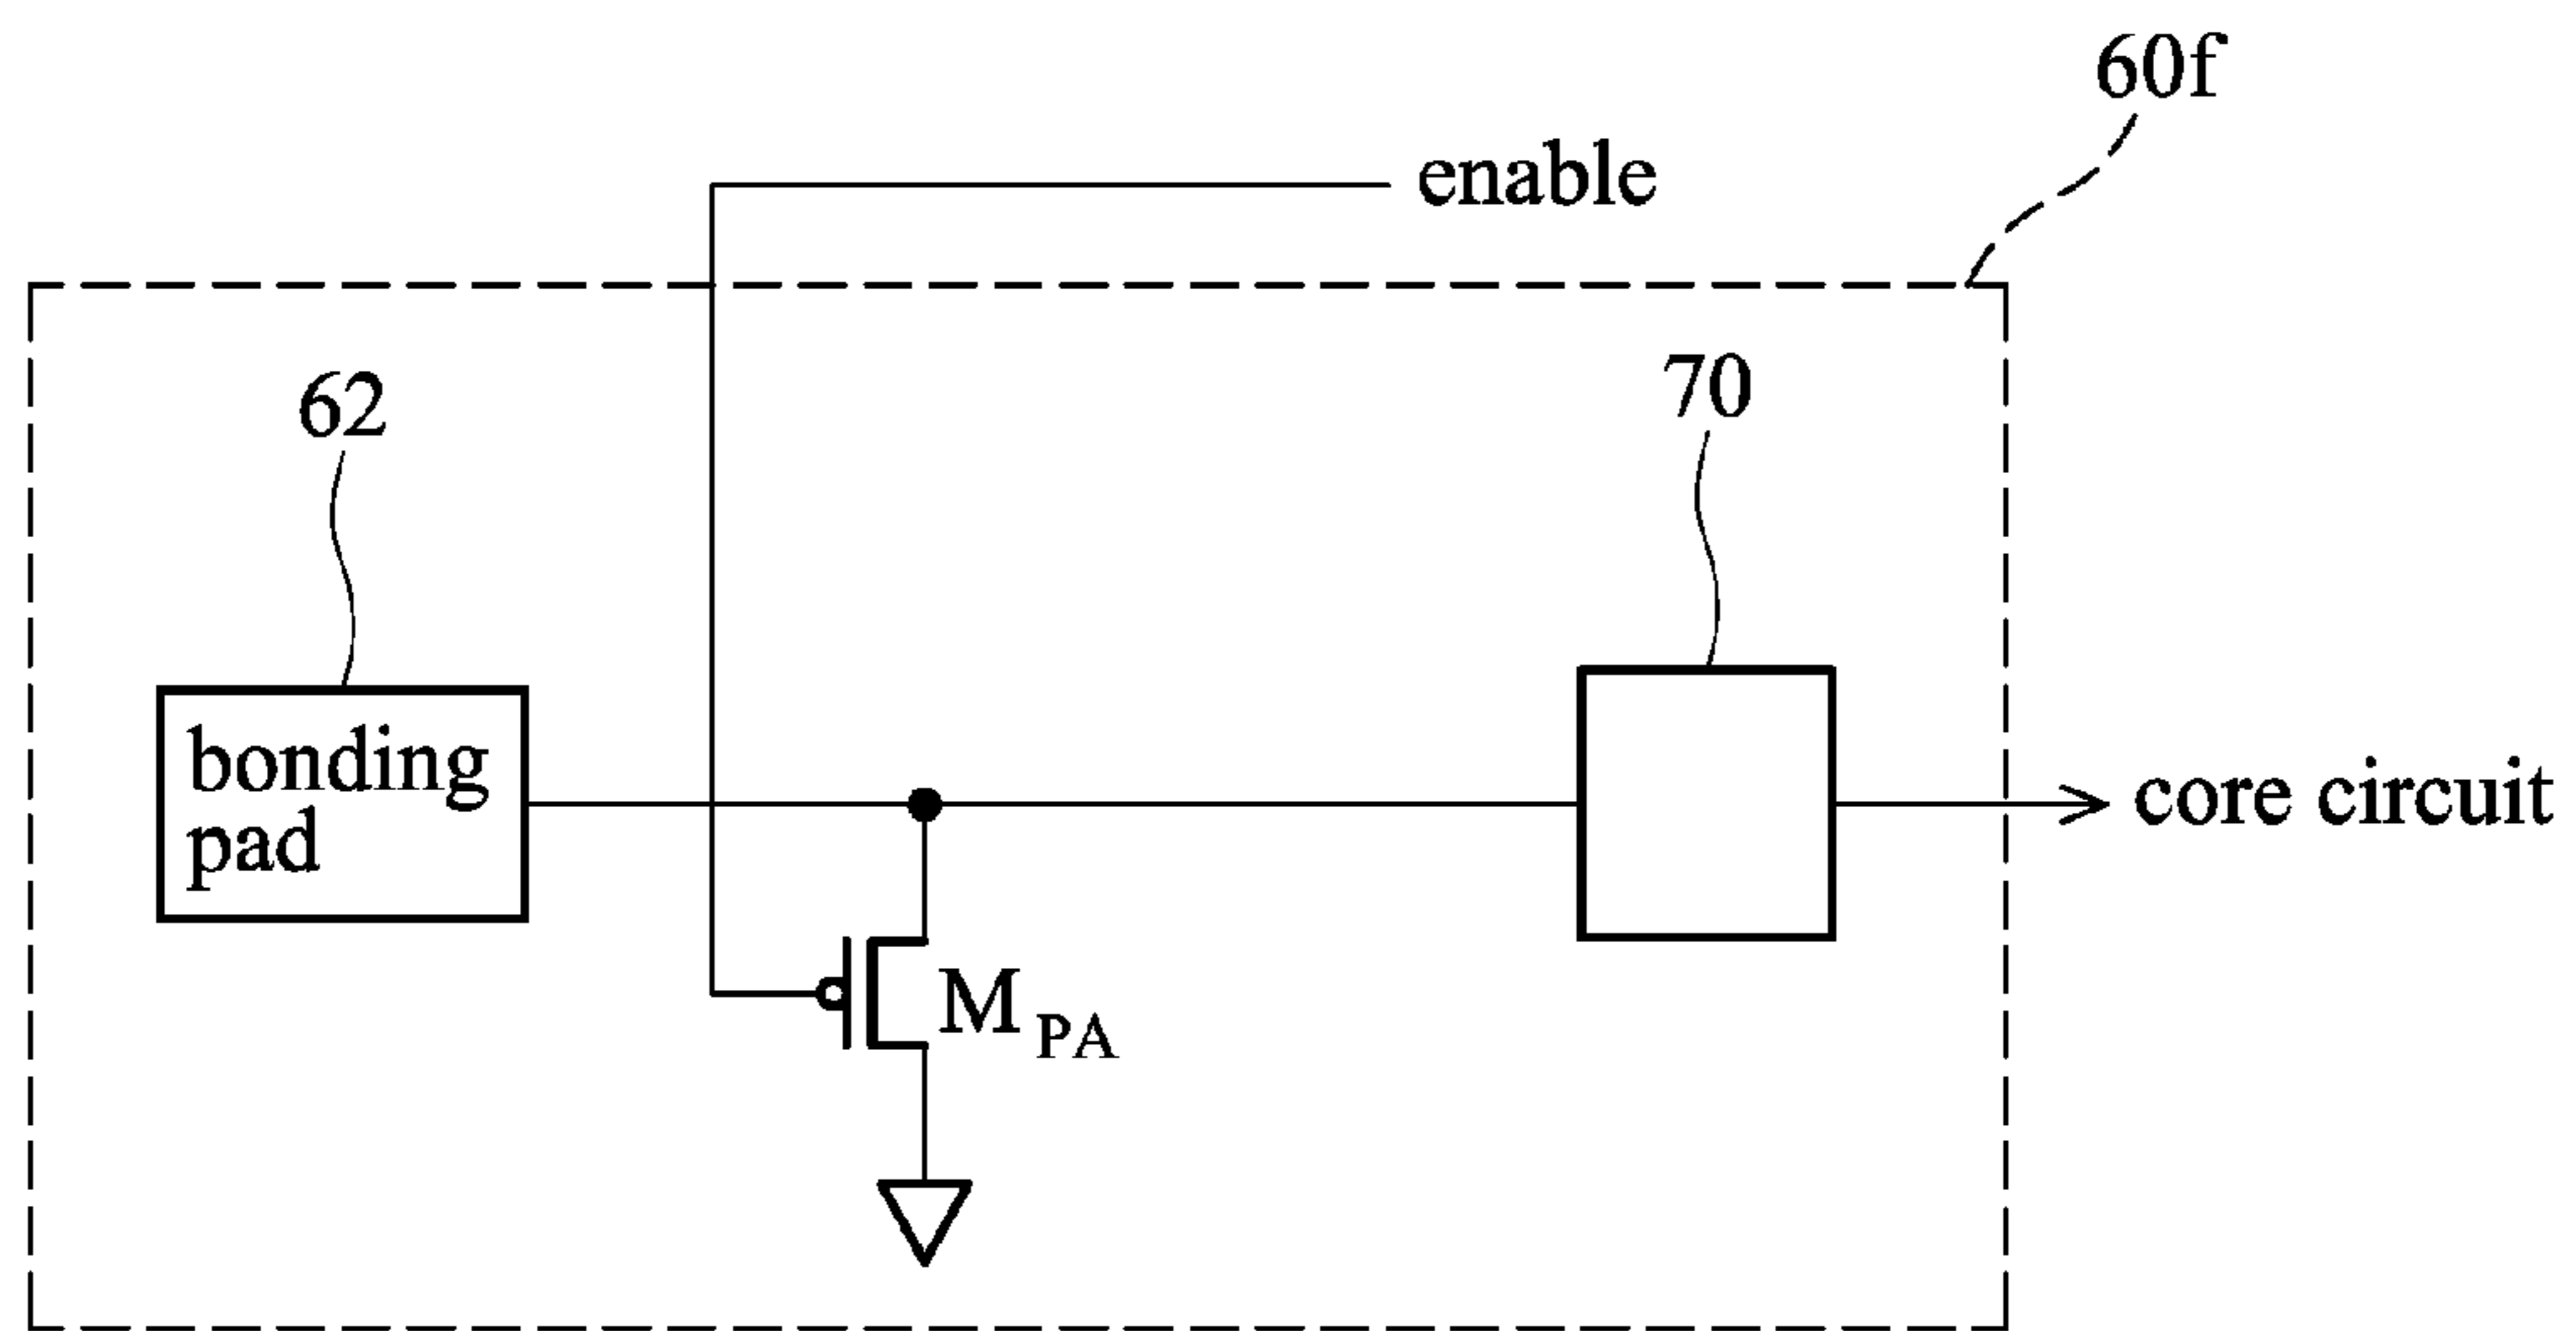 60f
enable
62
70
bonding
pad
core circuit
M PA